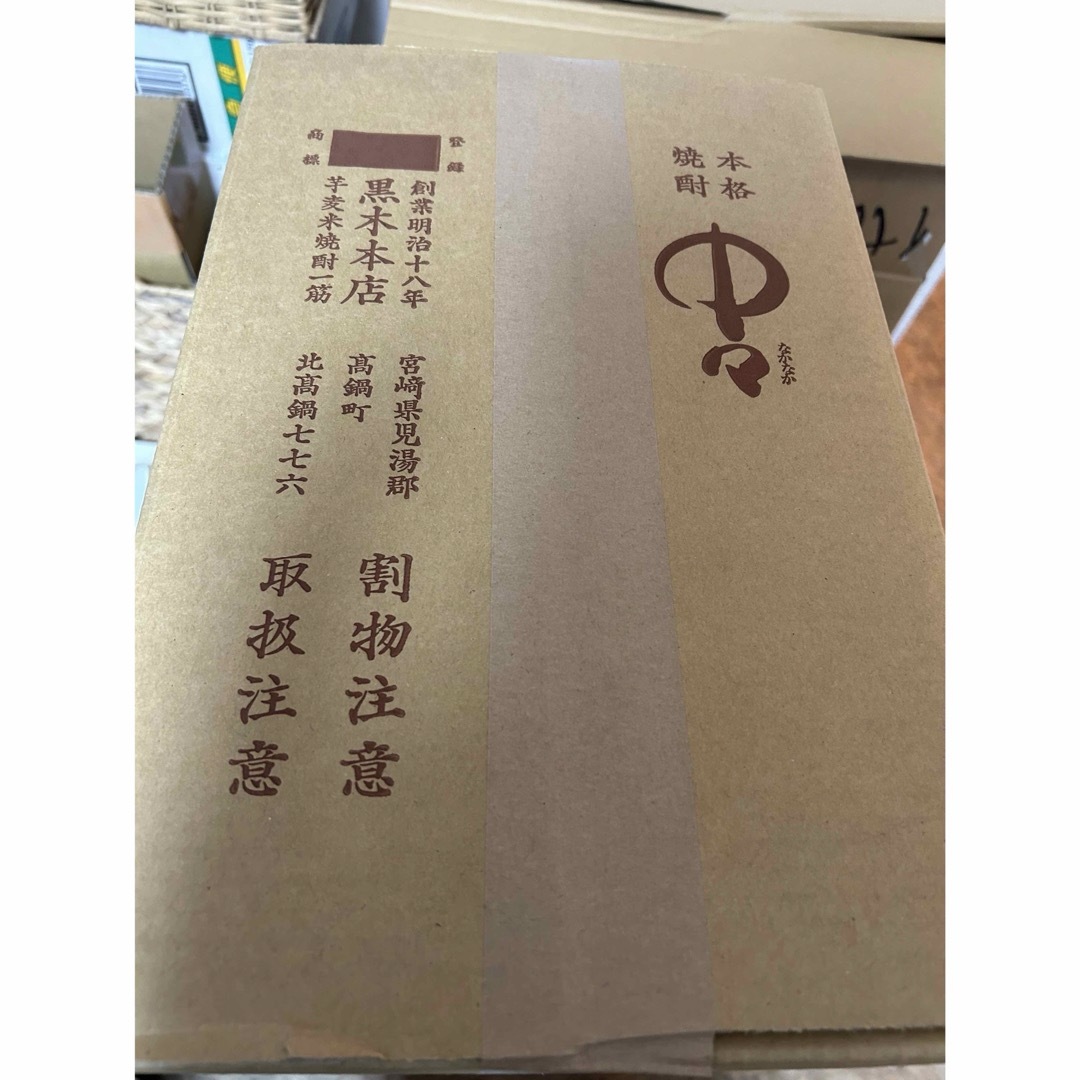 本格
焼酎
中々
なかなか
登録
商標
創業明治十八年
黒木本店
芋麦米焼酎一筋
宮崎県児湯郡
高鍋町
北高鍋七七六
割物注意
取扱注意